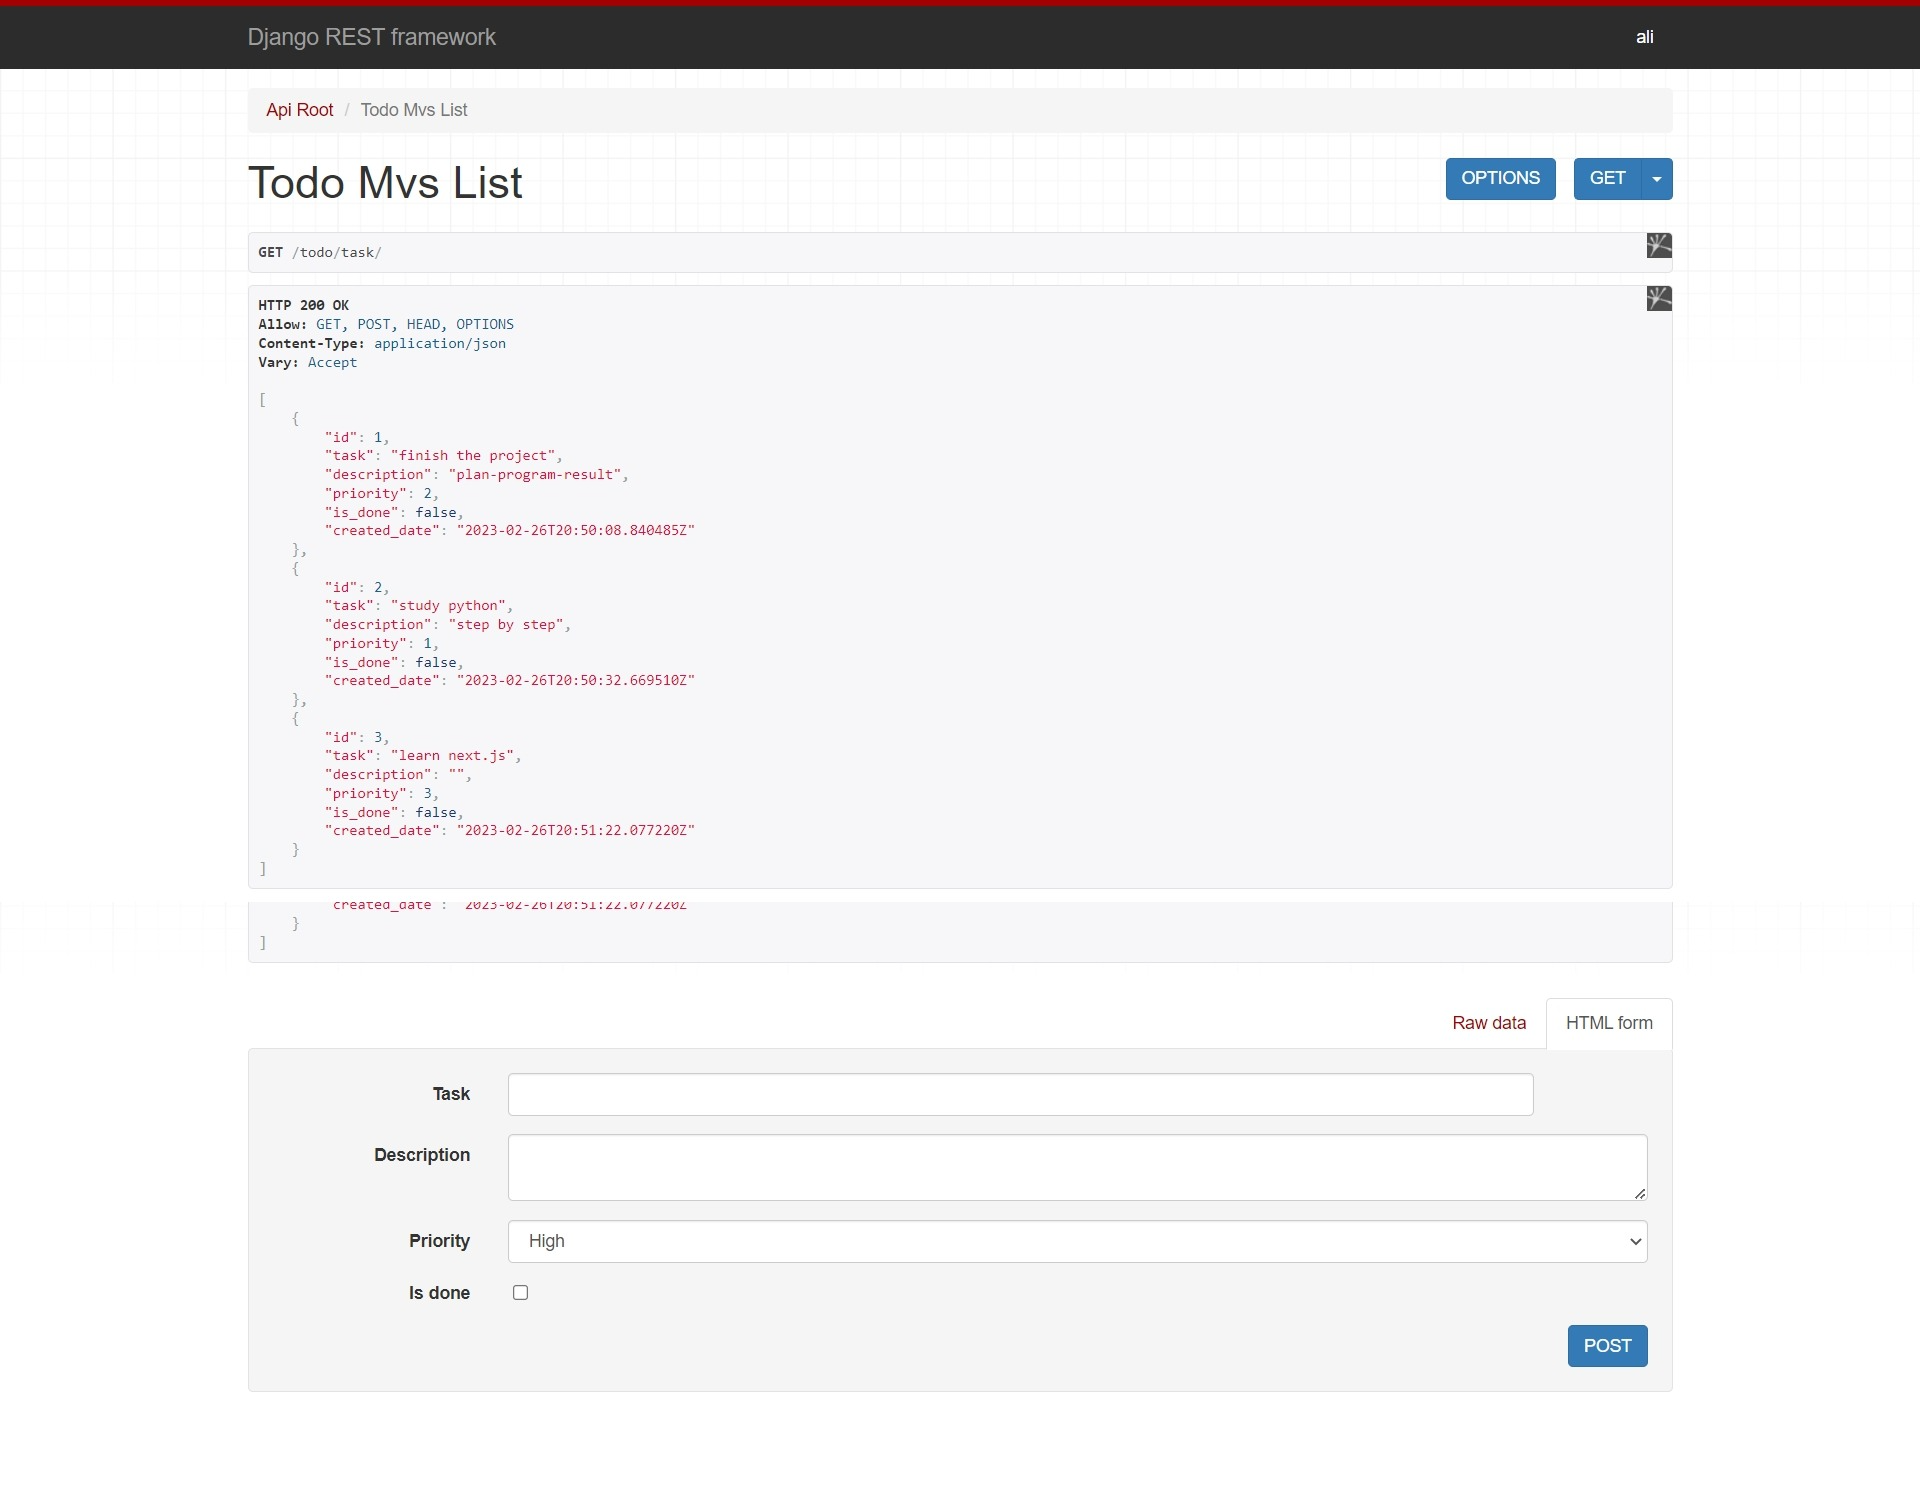 Django REST framework
ali
Api Root / Todo Mvs List
Todo Mvs List
OPTIONS
GET
GET /todo/task/
HTTP 200 OK
Allow: GET, POST, HEAD, OPTIONS
Content-Type: application/json
Vary: Accept
[
    {
        "id": 1,
        "task": "finish the project",
        "description": "plan-program-result",
        "priority": 2,
        "is_done": false,
        "created_date": "2023-02-26T20:50:08.840485Z"
    },
    {
        "id": 2,
        "task": "study python",
        "description": "step by step",
        "priority": 1,
        "is_done": false,
        "created_date": "2023-02-26T20:50:32.669510Z"
    },
    {
        "id": 3,
        "task": "learn next.js",
        "description": "",
        "priority": 3,
        "is_done": false,
        "created_date": "2023-02-26T20:51:22.077220Z"
    }
]
created_date : 2023-02-26T20:51:22.077220Z
    }
]
Raw data
HTML form
Task
Description
Priority
High
Is done
POST